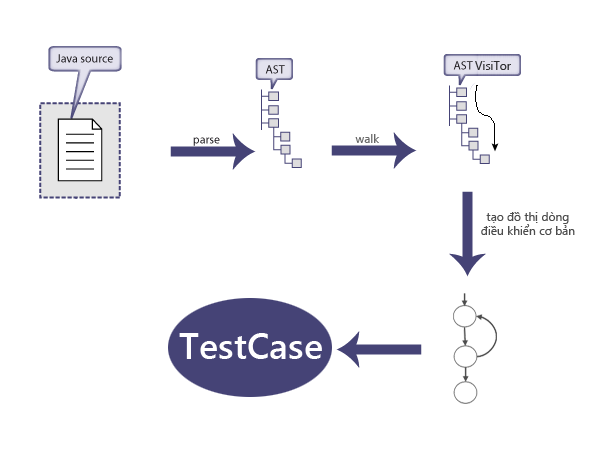 Java source
AST
AST VisiTor
parse
walk
tạo đồ thị dòng
điều khiển cơ bản
TestCase